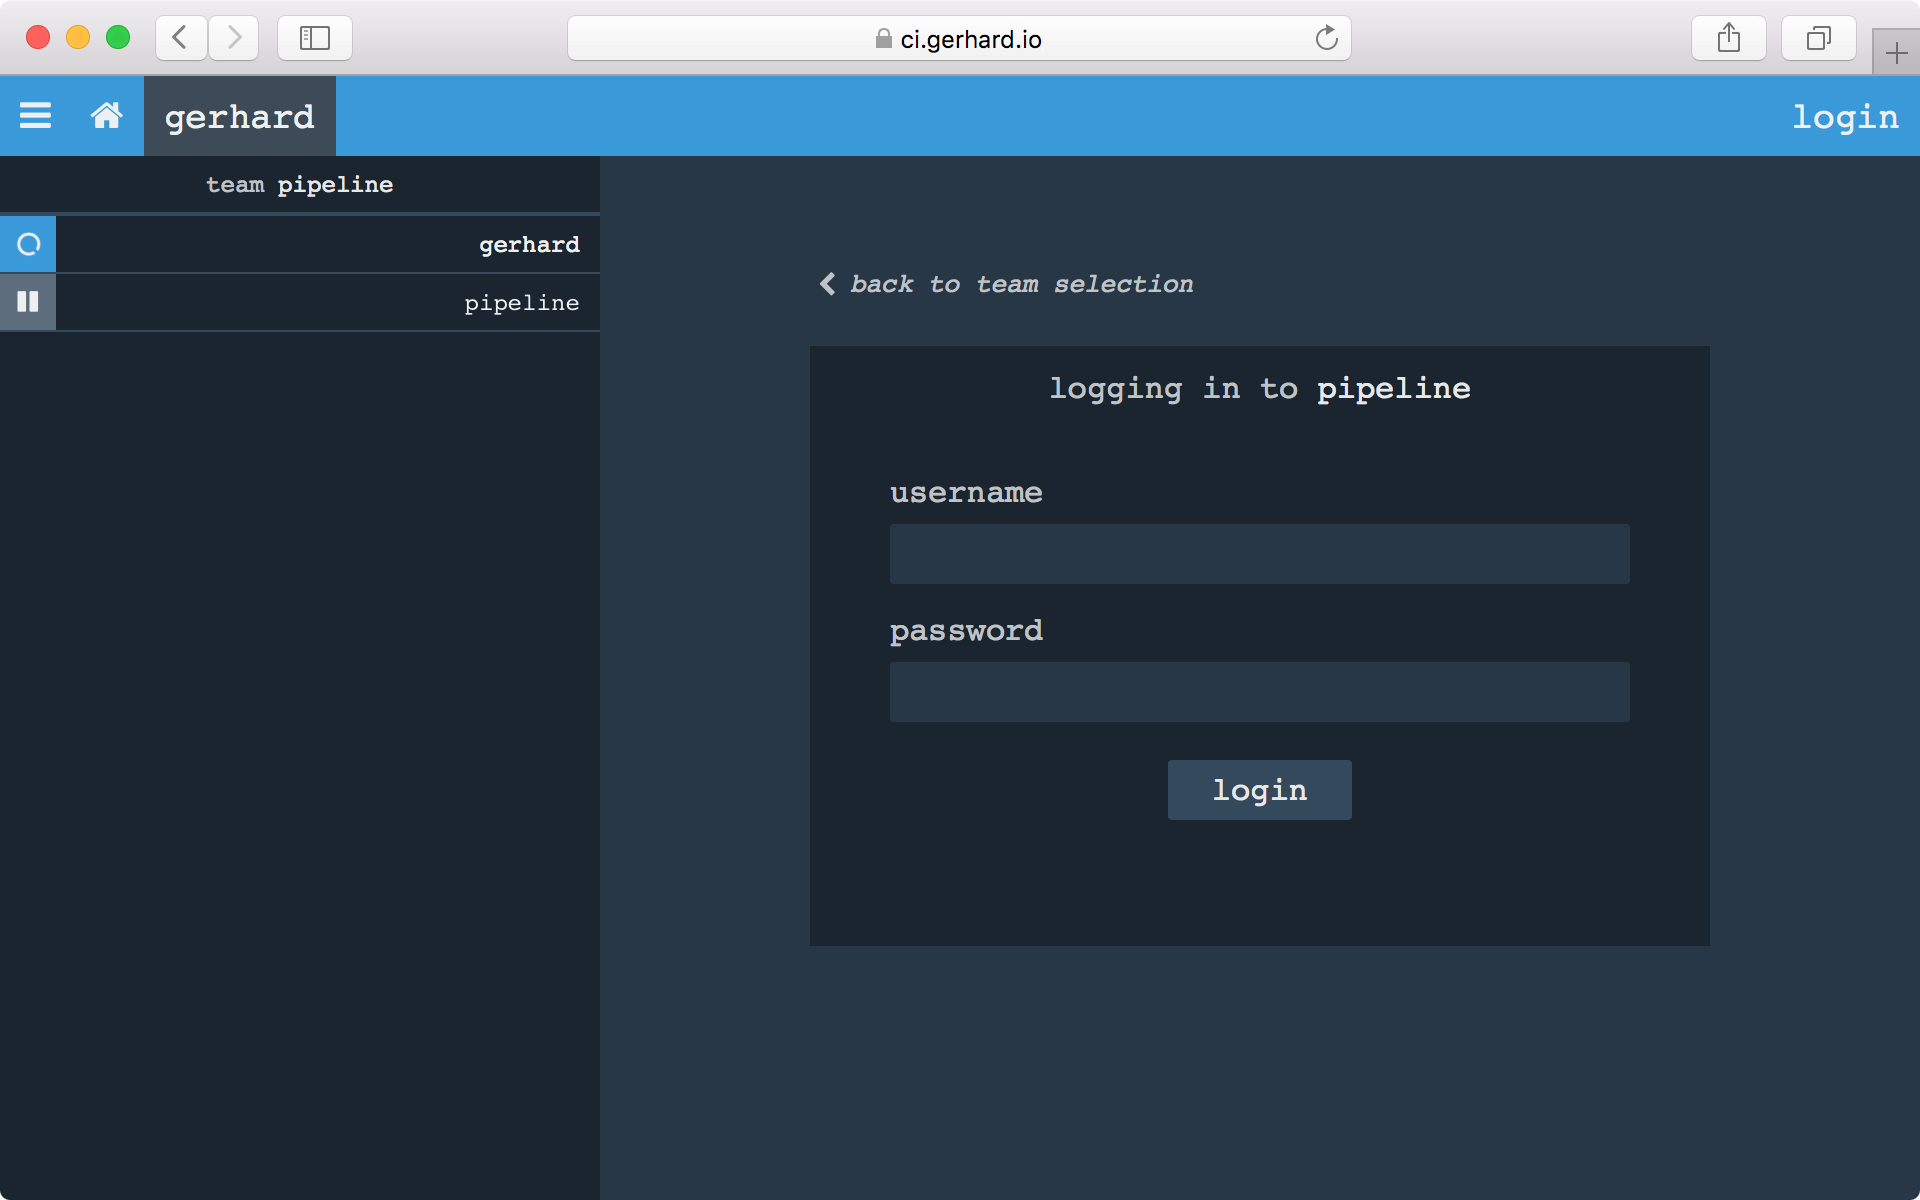 ci.gerhard.io
gerhard
login
team pipeline
gerhard
pipeline
back to team selection
logging in to pipeline
username
password
login